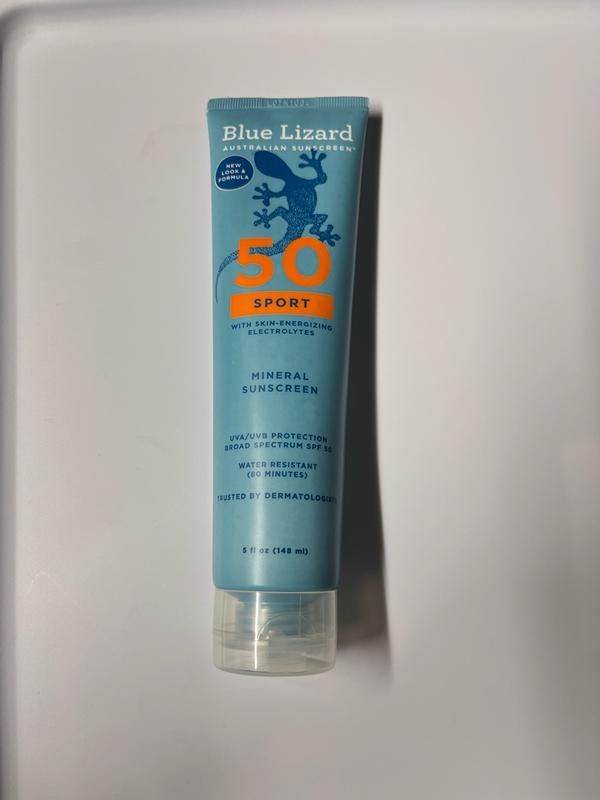 Blue Lizard
AUSTRALIAN SUNSCREEN
NEW
LOOK &
FORMULA
50
SPORT
WITH SKIN-ENERGIZING
ELECTROLYTES
MINERAL
SUNSCREEN
UVA/UVB PROTECTION
BROAD SPECTRUM SPF 50
WATER RESISTANT
(80 MINUTES)
TRUSTED BY DERMATOLOGISTS
5 fl oz (148 ml)